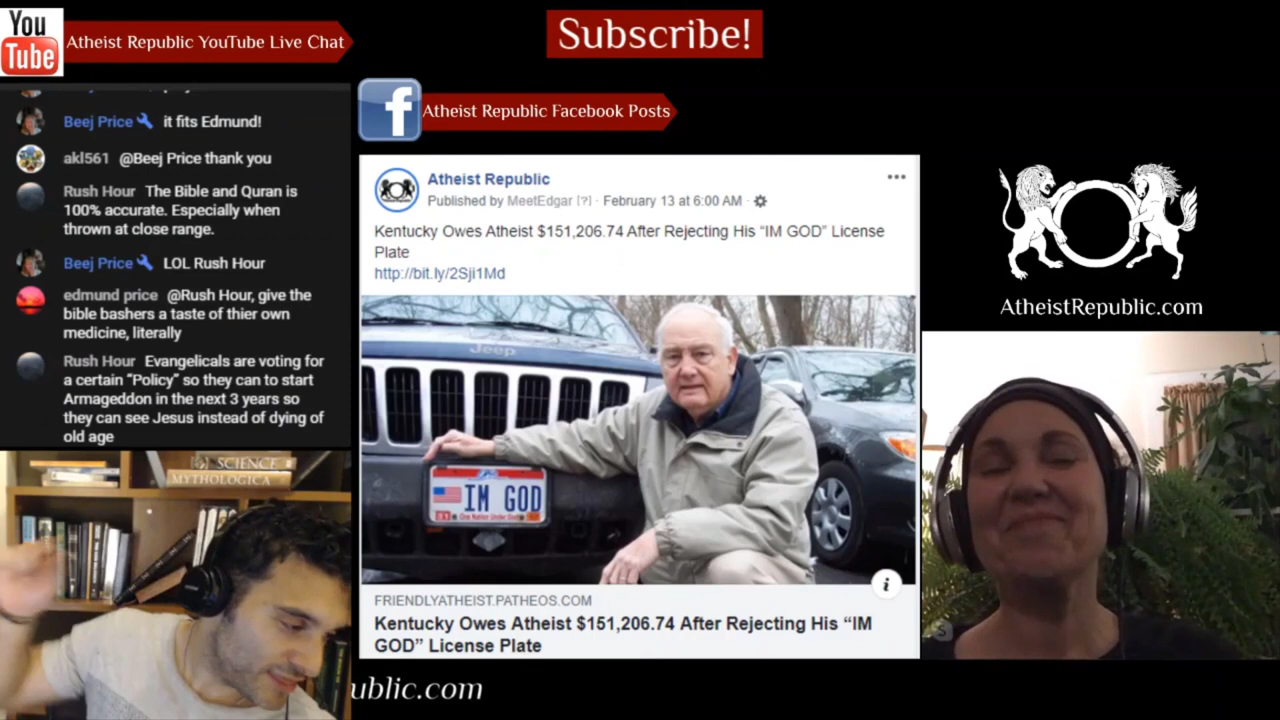 You
Tube
Atheist Republic YouTube Live Chat
Subscribe!
Beej Price it fits Edmund!
akl561 @Beej Price thank you
Rush Hour The Bible and Quran is
100% accurate. Especially when
thrown at close range.
Beej Price LOL Rush Hour
edmund price @Rush Hour, give the
bible bashers a taste of thier own
medicine, literally
Rush Hour Evangelicals are voting for
a certain “Policy” so they can to start
Armageddon in the next 3 years so
they can see Jesus instead of dying of
old age
f
Atheist Republic Facebook Posts
Atheist Republic
Published by MeetEdgar [?] · February 13 at 6:00 AM ·
Kentucky Owes Atheist $151,206.74 After Rejecting His “IM GOD” License
Plate
http://bit.ly/2Sji1Md
Jeep
IM GOD
i
FRIENDLYATHEIST.PATHEOS.COM
Kentucky Owes Atheist $151,206.74 After Rejecting His “IM
GOD” License Plate
AtheistRepublic.com
SCIENCE
MYTHOLOGICA
ublic.com